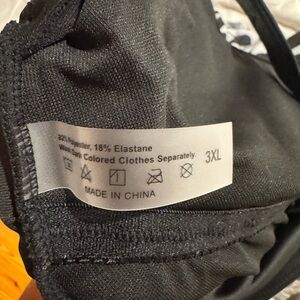 Polyester, 18% Elastane
Wash Dark Colored Clothes Separately.
3XL
MADE IN CHINA